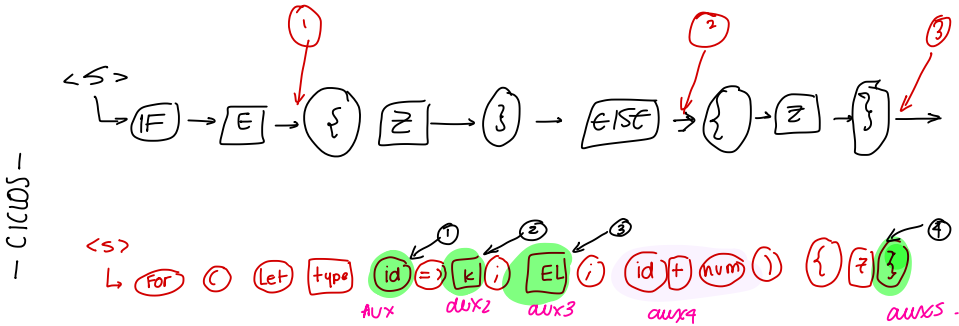 1 2 3
<S>
IF E { Z } ElSE { Z }
- CICLOS -
1 2 3 4
<S>
For ( Let type id => K ; EL ; id + num ) { Z }
AUX aux2 aux3 aux4 aux5 .